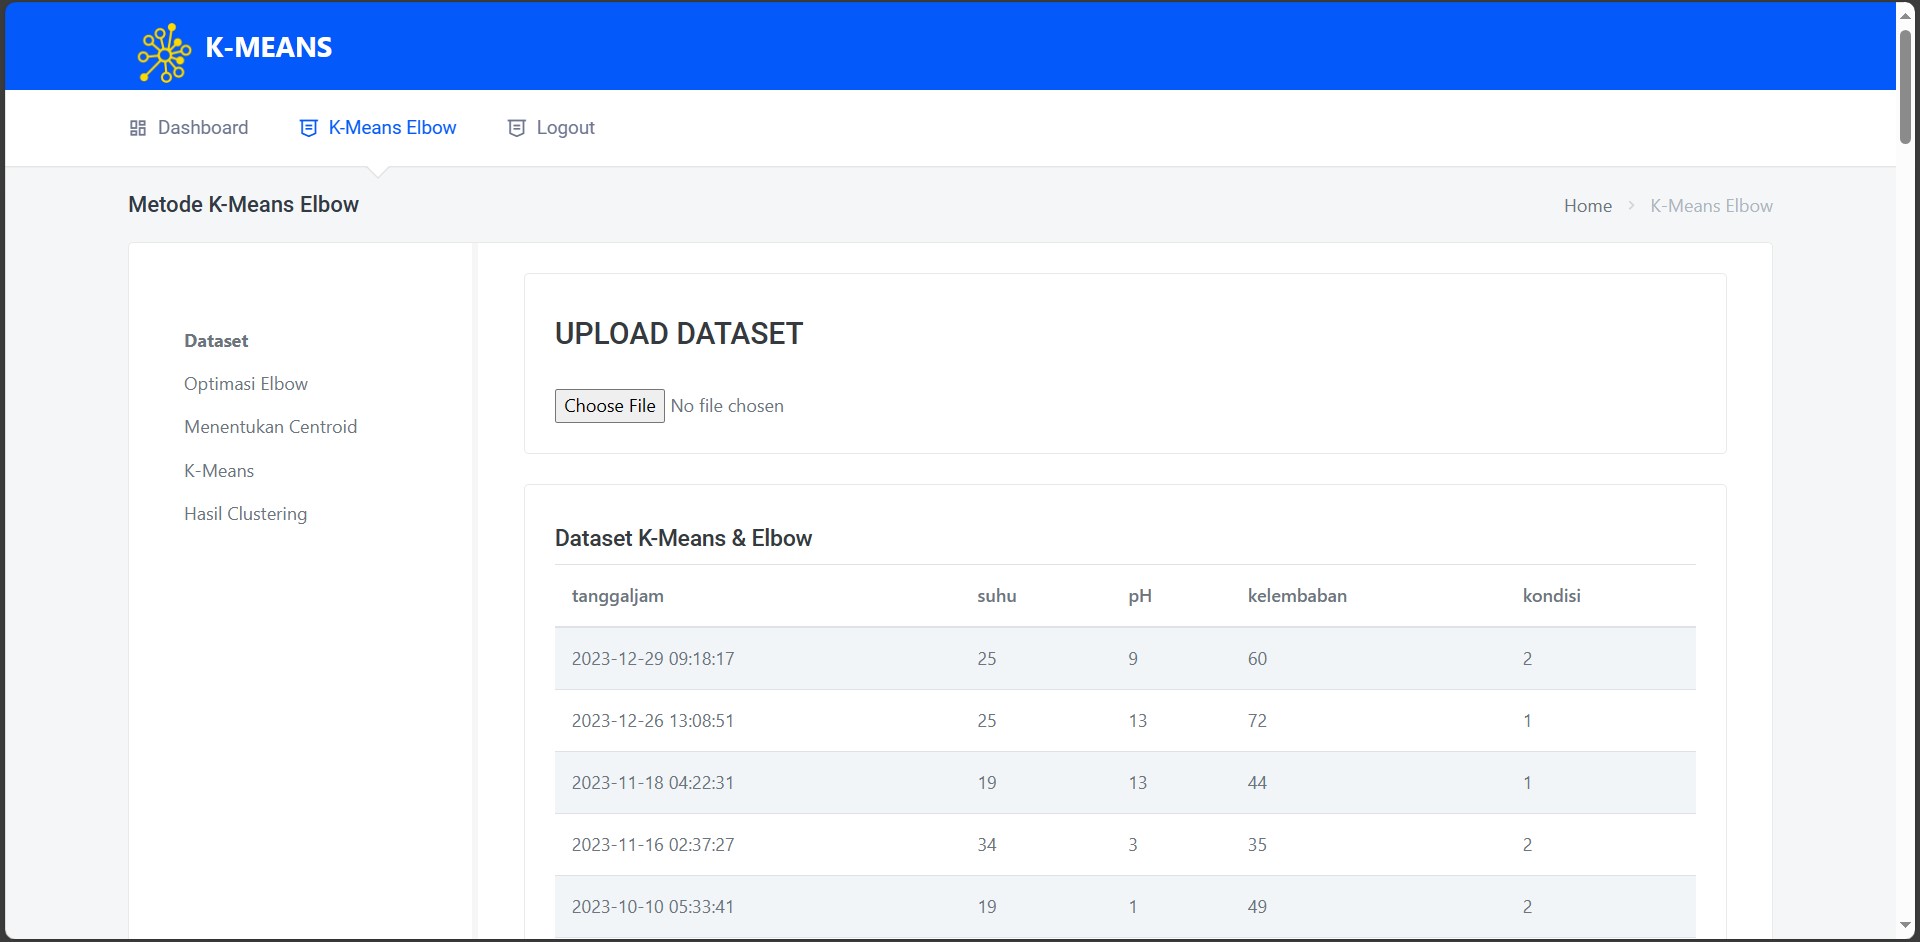 K-MEANS
Dashboard K-Means Elbow Logout
Metode K-Means Elbow
Home > K-Means Elbow
Dataset
Optimasi Elbow
Menentukan Centroid
K-Means
Hasil Clustering
UPLOAD DATASET
Choose File No file chosen
Dataset K-Means & Elbow
tanggaljam suhu pH kelembaban kondisi
2023-12-29 09:18:17 25 9 60 2
2023-12-26 13:08:51 25 13 72 1
2023-11-18 04:22:31 19 13 44 1
2023-11-16 02:37:27 34 3 35 2
2023-10-10 05:33:41 19 1 49 2